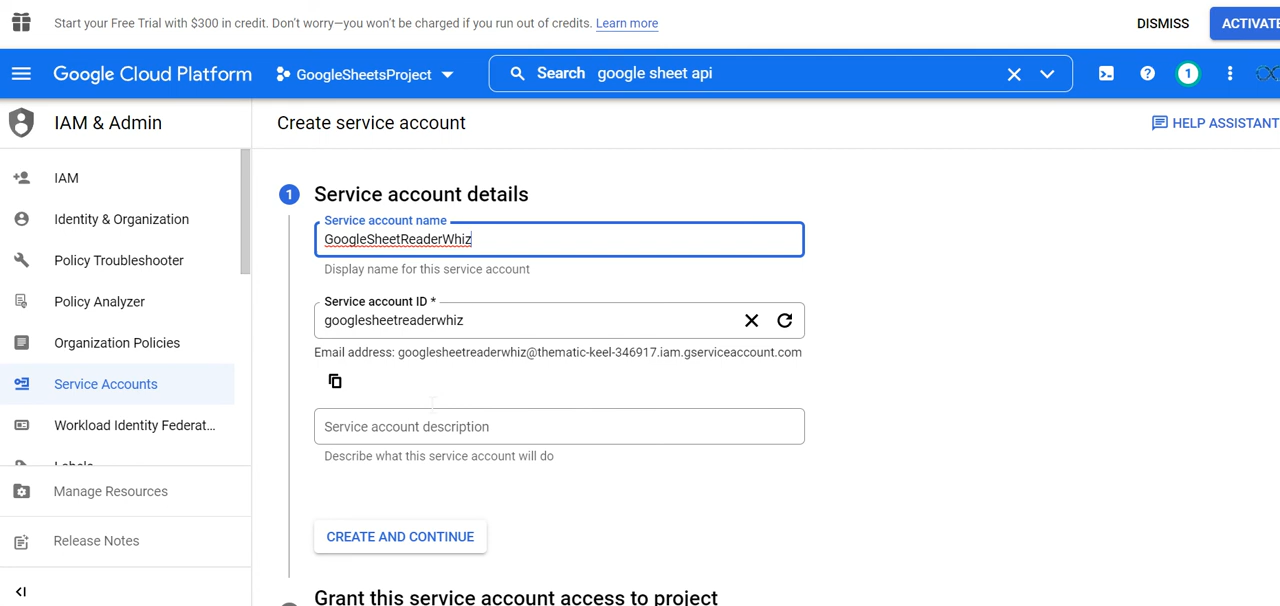 Start your Free Trial with $300 in credit. Don't worry—you won't be charged if you run out of credits. Learn more
DISMISS
ACTIVATE
Google Cloud Platform
GoogleSheetsProject
Search google sheet api
1
IAM & Admin
Create service account
HELP ASSISTANT
IAM
Identity & Organization
Policy Troubleshooter
Policy Analyzer
Organization Policies
Service Accounts
Workload Identity Federat...
Labels
Manage Resources
Release Notes
1 Service account details
Service account name
GoogleSheetReaderWhiz
Display name for this service account
Service account ID *
googlesheetreaderwhiz
Email address: googlesheetreaderwhiz@thematic-keel-346917.iam.gserviceaccount.com
Service account description
Describe what this service account will do
CREATE AND CONTINUE
Grant this service account access to project